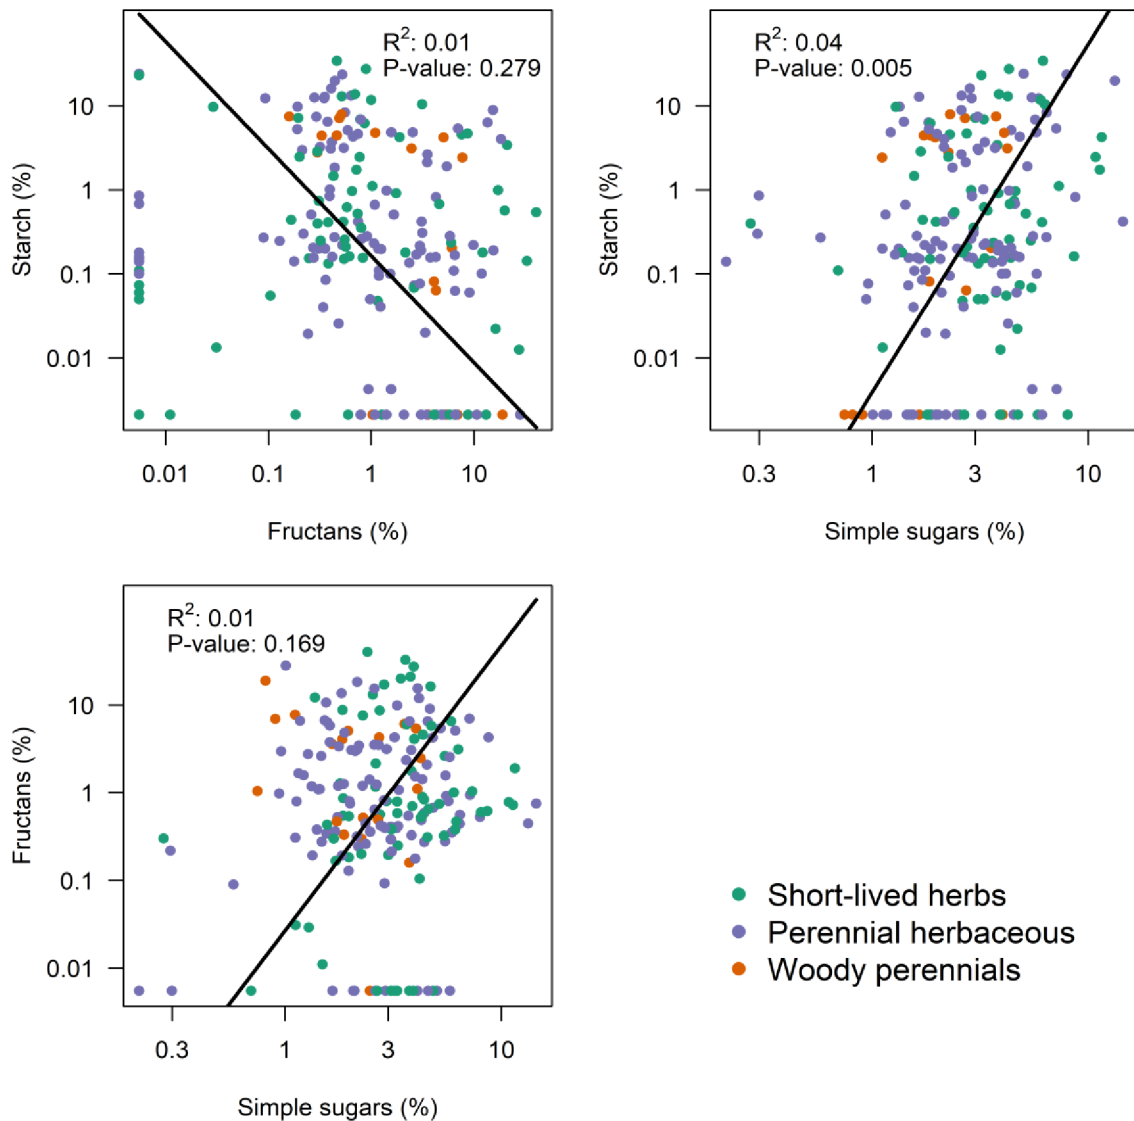 R²: 0.01
P-value: 0.279
Starch (%)
10
1
0.1
0.01
0.01 0.1 1 10
Fructans (%)
R²: 0.04
P-value: 0.005
Starch (%)
10
1
0.1
0.01
0.3 1 3 10
Simple sugars (%)
R²: 0.01
P-value: 0.169
Fructans (%)
10
1
0.1
0.01
0.3 1 3 10
Simple sugars (%)
Short-lived herbs
Perennial herbaceous
Woody perennials